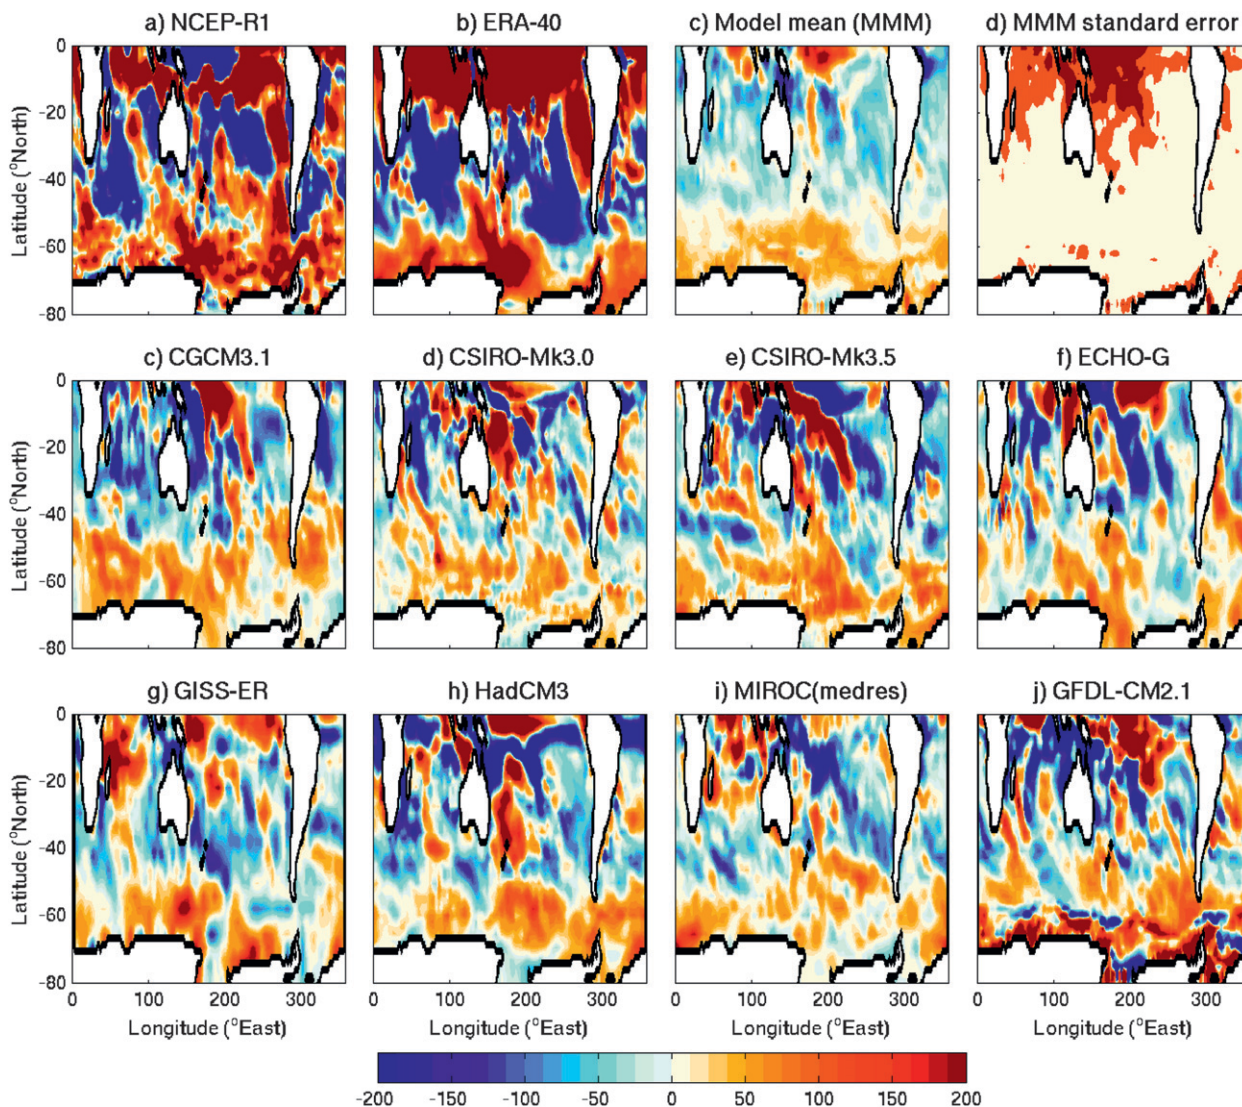 a) NCEP-R1 b) ERA-40 c) Model mean (MMM) d) MMM standard error
0 -20 -40 -60 -80
Latitude (°North)
c) CGCM3.1 d) CSIRO-Mk3.0 e) CSIRO-Mk3.5 f) ECHO-G
0 -20 -40 -60 -80
Latitude (°North)
g) GISS-ER h) HadCM3 i) MIROC(medres) j) GFDL-CM2.1
0 -20 -40 -60 -80
Latitude (°North)
0 100 200 300 0 100 200 300 0 100 200 300 0 100 200 300
Longitude (°East) Longitude (°East) Longitude (°East) Longitude (°East)
-200 -150 -100 -50 0 50 100 150 200